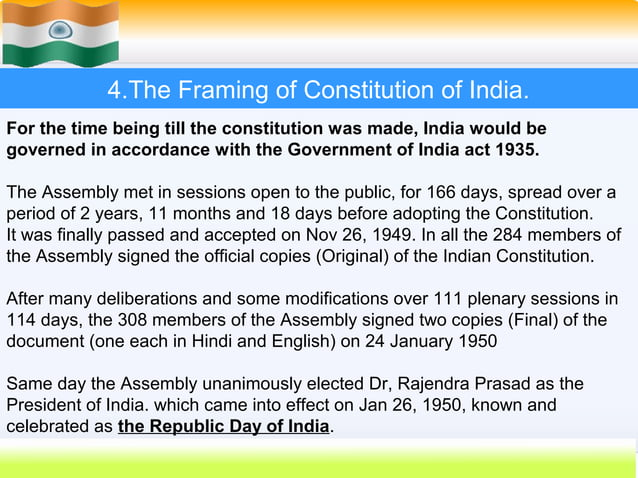 4.The Framing of Constitution of India.
For the time being till the constitution was made, India would be
governed in accordance with the Government of India act 1935.
The Assembly met in sessions open to the public, for 166 days, spread over a
period of 2 years, 11 months and 18 days before adopting the Constitution.
It was finally passed and accepted on Nov 26, 1949. In all the 284 members of
the Assembly signed the official copies (Original) of the Indian Constitution.
After many deliberations and some modifications over 111 plenary sessions in
114 days, the 308 members of the Assembly signed two copies (Final) of the
document (one each in Hindi and English) on 24 January 1950
Same day the Assembly unanimously elected Dr, Rajendra Prasad as the
President of India. which came into effect on Jan 26, 1950, known and
celebrated as the Republic Day of India.